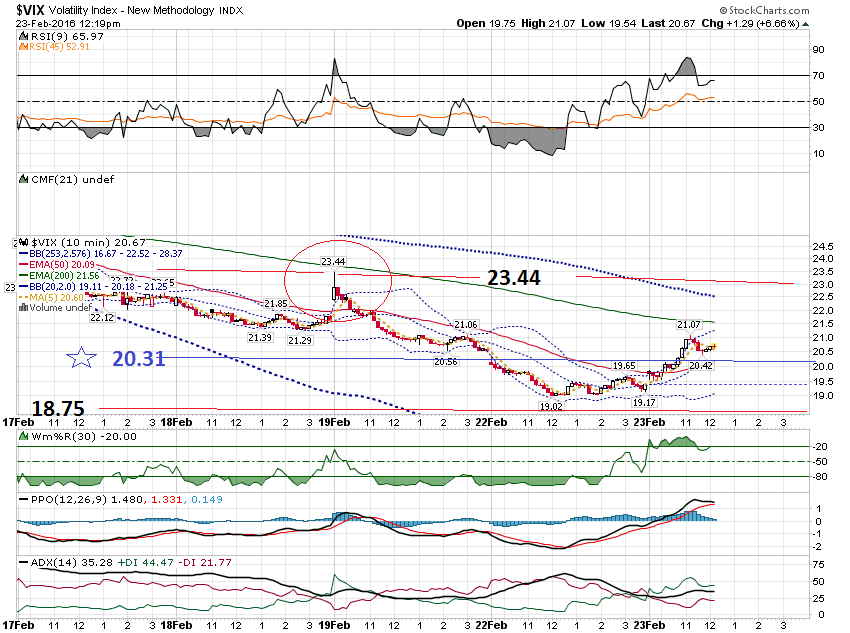 $VIX Volatility Index - New Methodology INDX © StockCharts.com
23-Feb-2016 12:19pm Open 19.75 High 21.07 Low 19.54 Last 20.67 Chg +1.29 (+6.66%)
RSI(9) 65.97
RSI(45) 52.91
90
70
50
30
10
CMF(21) undef
$VIX (10 min) 20.67
BB(253,2.576) 16.67 - 22.52 - 28.37
EMA(50) 20.09
EMA(200) 21.56
BB(20,2.0) 19.11 - 20.18 - 21.25
MA(5) 20.60
Volume undef
24.5
24.0
23.5
23.0
22.5
22.0
21.5
21.0
20.5
20.0
19.5
19.0
23
22.12
21.39
21.85
21.29
23.44
23.44
21.06
20.56
19.02
19.65
19.17
21.07
20.42
20.31
18.75
17Feb 11 12 1 2 3 18Feb 11 12 1 2 3 19Feb 11 12 1 2 3 22Feb 11 12 1 2 3 23Feb 11 12 1 2 3
Wm%R(30) -20.00
-20
-50
-80
PPO(12,26,9) 1.480, 1.331, 0.149
1
0
-1
-2
ADX(14) 35.28 +DI 44.47 -DI 21.77
75
50
25
0
17Feb 11 12 1 2 3 18Feb 11 12 1 2 3 19Feb 11 12 1 2 3 22Feb 11 12 1 2 3 23Feb 11 12 1 2 3